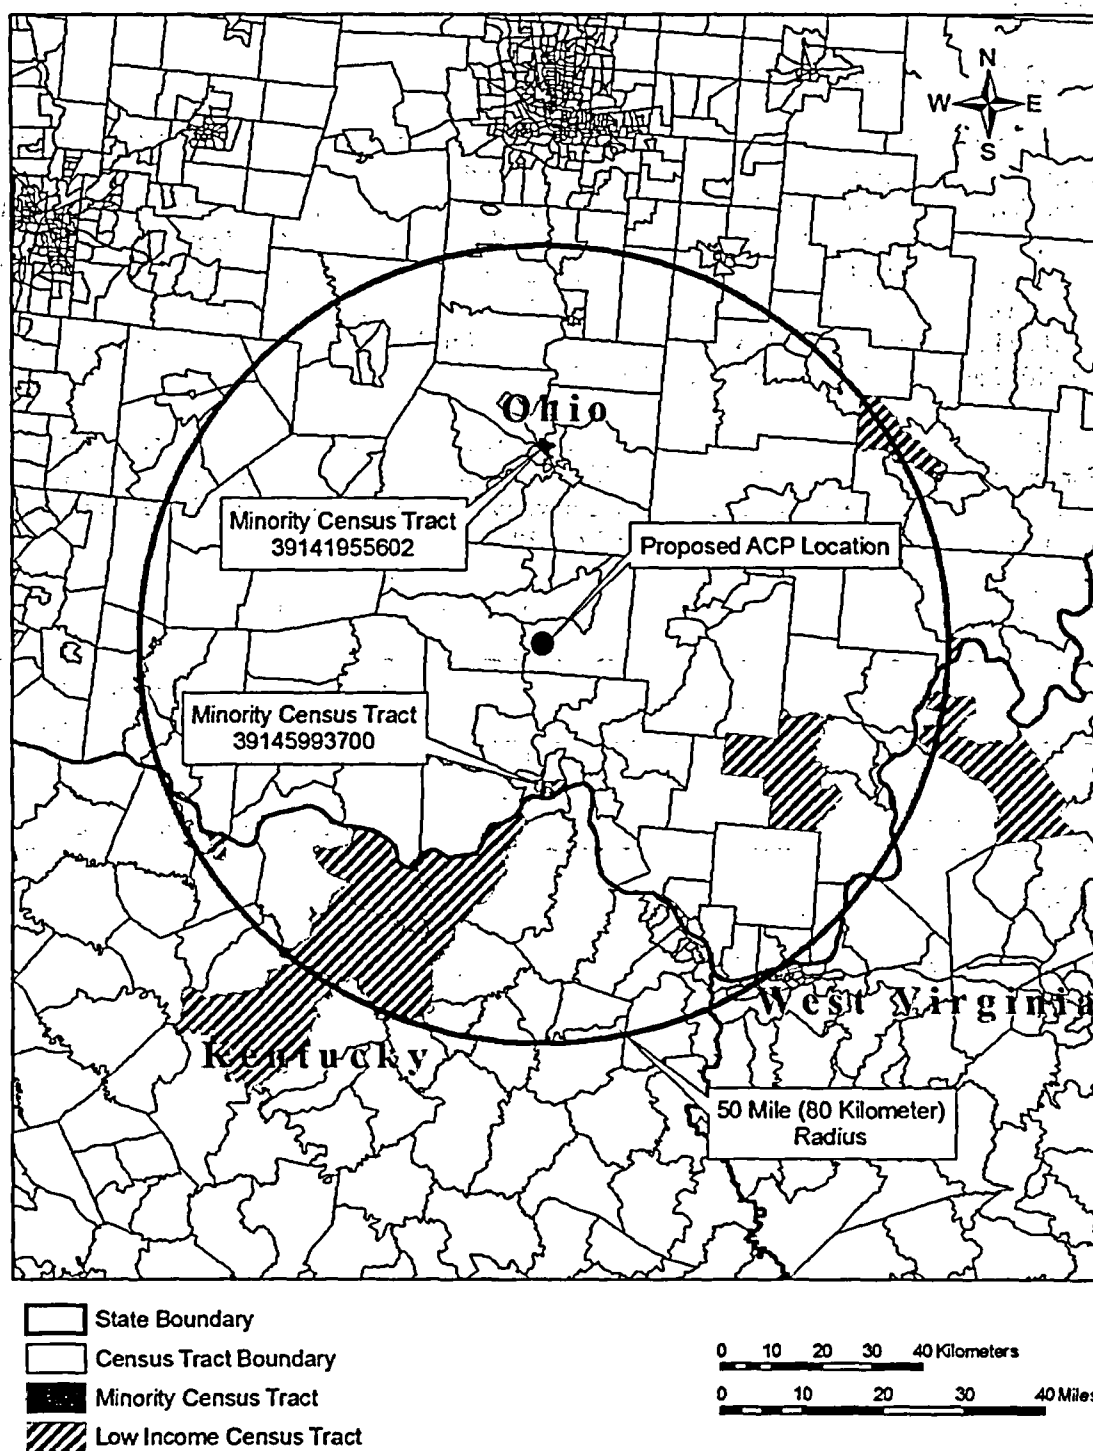 N
W E
S
Ohio
Minority Census Tract
39141955602
Proposed ACP Location
Minority Census Tract
39145993700
West Virginia
Kentucky
50 Mile (80 Kilometer)
Radius
State Boundary
Census Tract Boundary
Minority Census Tract
Low Income Census Tract
0 10 20 30 40 Kilometers
0 10 20 30 40 Miles